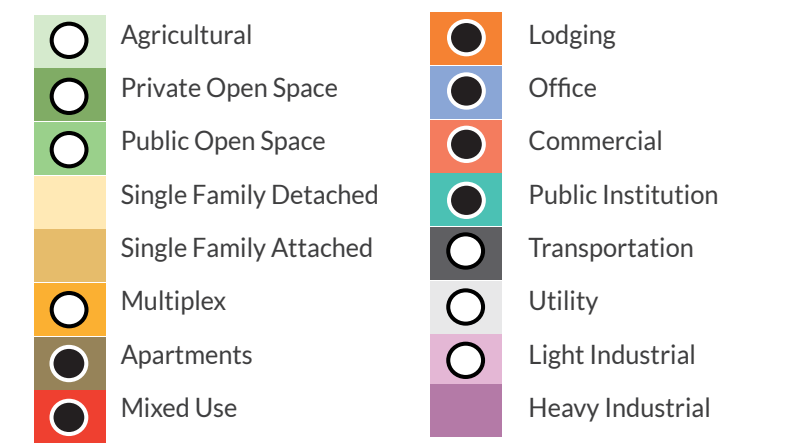 Agricultural
Private Open Space
Public Open Space
Single Family Detached
Single Family Attached
Multiplex
Apartments
Mixed Use
Lodging
Office
Commercial
Public Institution
Transportation
Utility
Light Industrial
Heavy Industrial